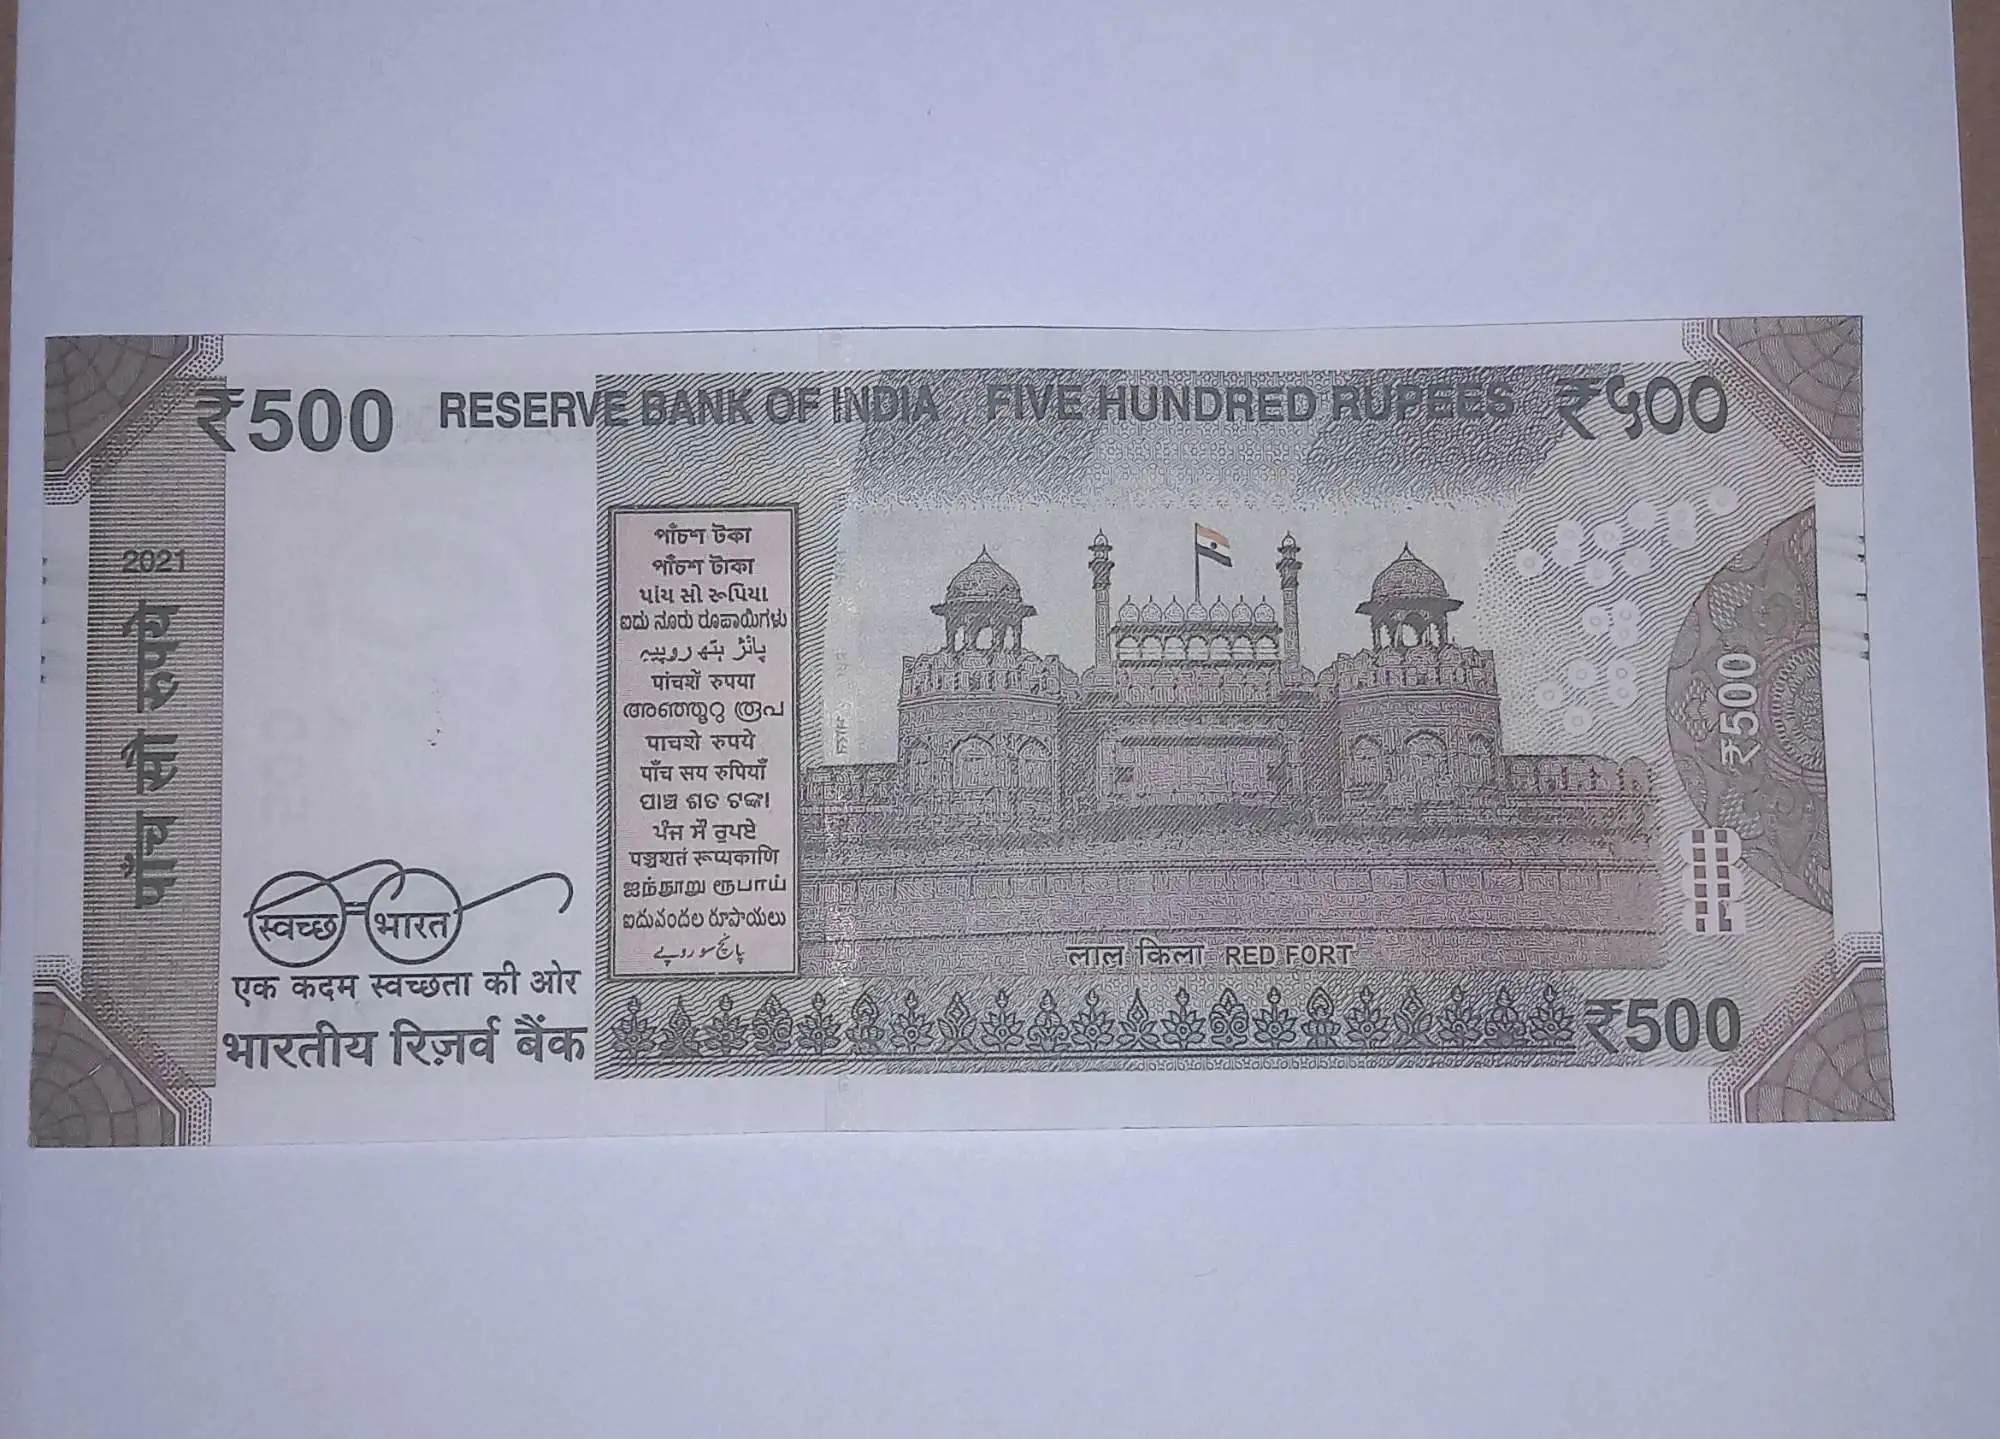 ₹500 RESERVE BANK OF INDIA FIVE HUNDRED RUPEES ₹५००
2021
पाँच सौ रुपये
পাঁচশ টকা
পাঁচশ টাকা
પાંચ સો રૂપિયા
ಐದು ನೂರು ರೂಪಾಯಿಗಳು
پانژ ہتھ روپیہ
पांचशें रुपया
അഞ്ഞൂറു രൂപ
पाचशे रुपये
पाँच सय रुपियाँ
ପାଞ୍ଚ ଶତ ଟଙ୍କା
ਪੰਜ ਸੌ ਰੁਪਏ
पञ्चशतं रूप्यकाणि
ஐந்நூறு ரூபாய்
ఐదువందల రూపాయలు
پانچ سو روپے
₹500
स्वच्छ भारत
एक कदम स्वच्छता की ओर
भारतीय रिज़र्व बैंक
लाल किला RED FORT
₹500